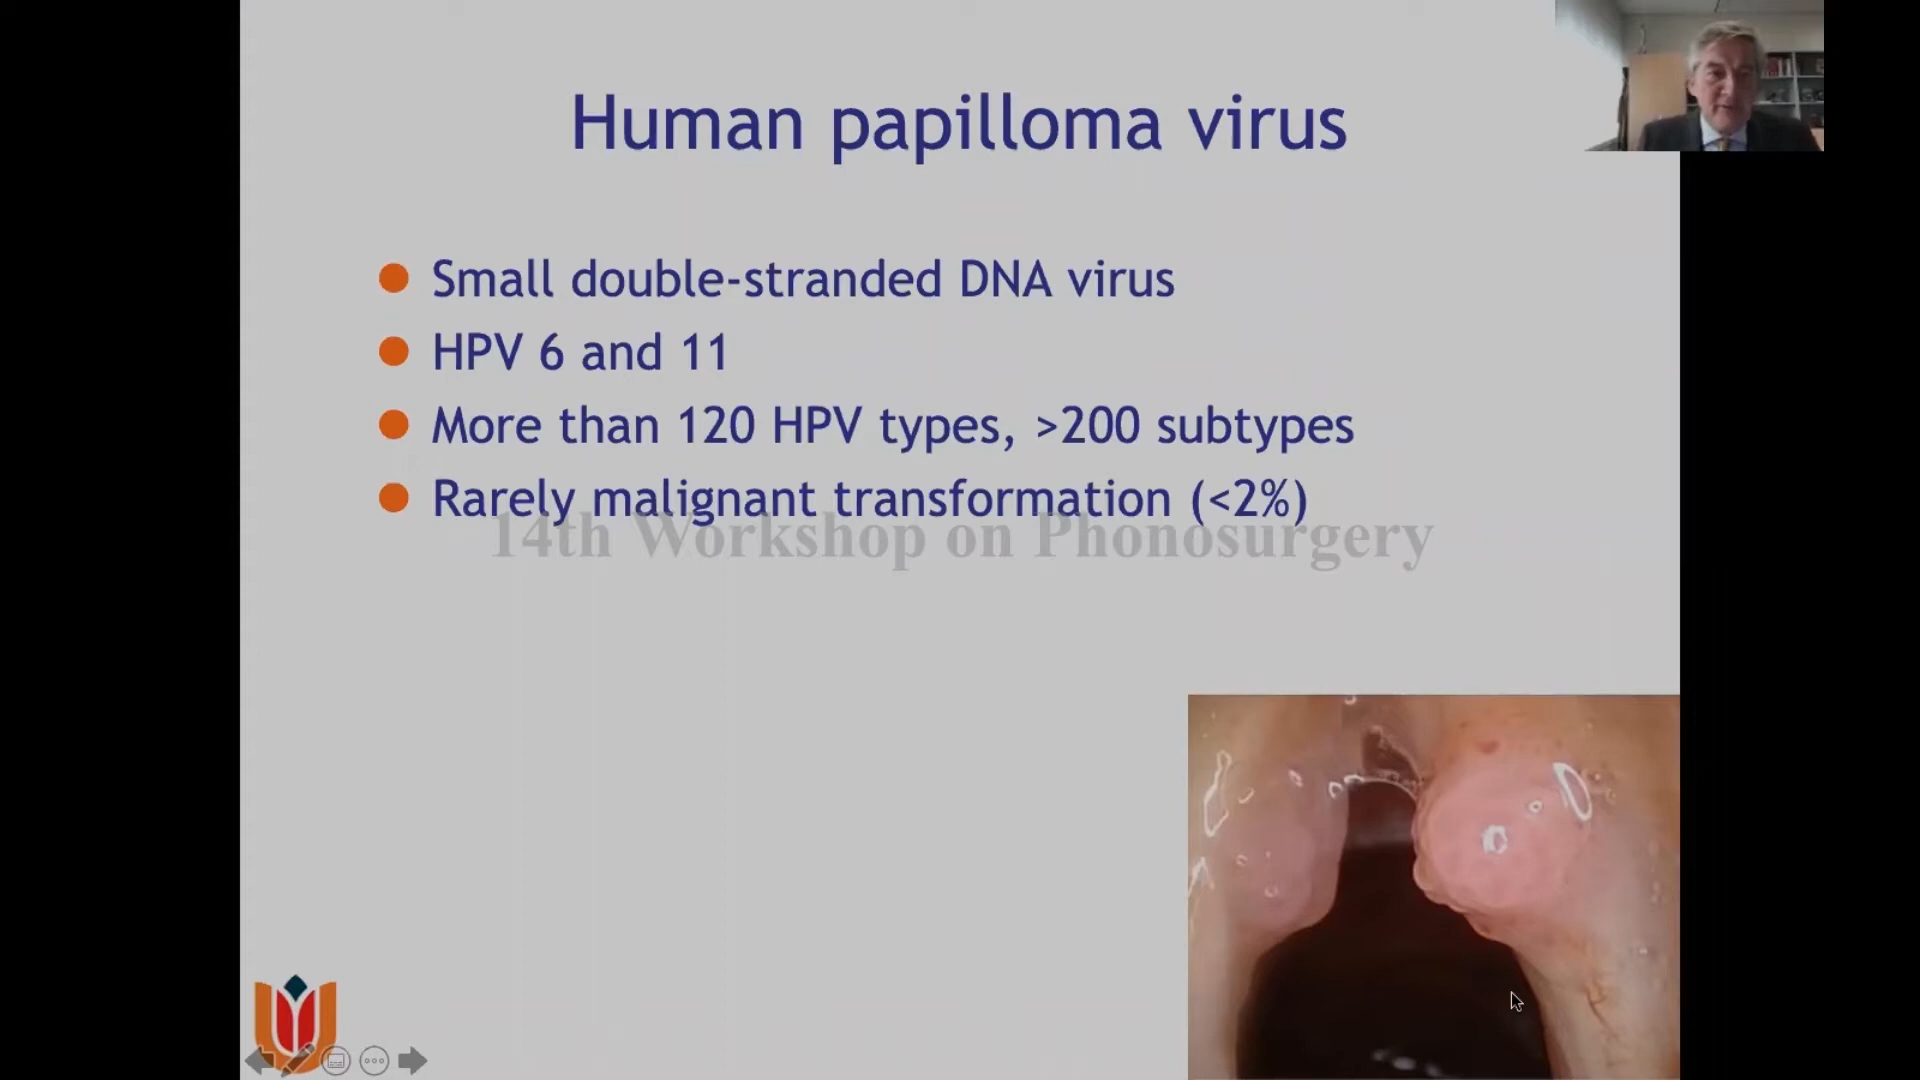 Human papilloma virus
Small double-stranded DNA virus
HPV 6 and 11
More than 120 HPV types, >200 subtypes
Rarely malignant transformation (<2%)
14th Workshop on Phonosurgery